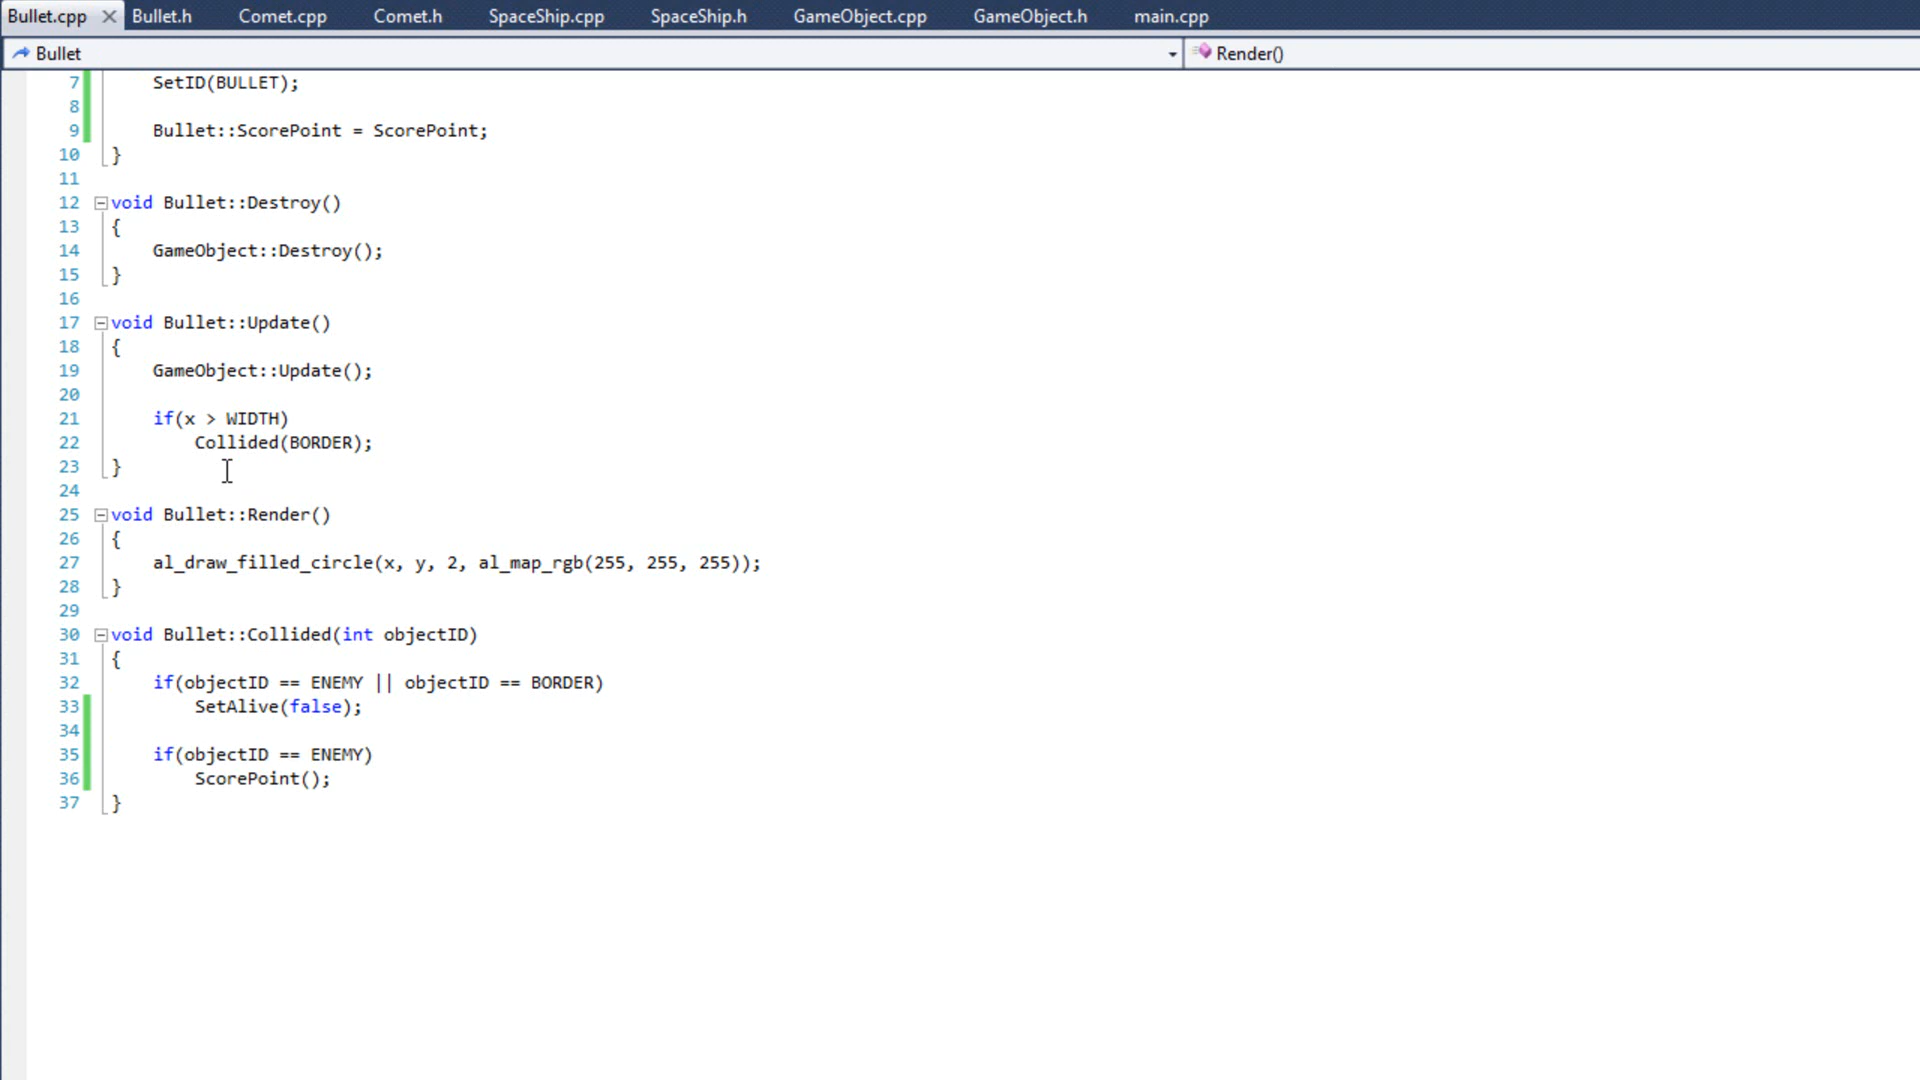 Bullet.cpp Bullet.h Comet.cpp Comet.h SpaceShip.cpp SpaceShip.h GameObject.cpp GameObject.h main.cpp
Bullet Render()
7 SetID(BULLET);
8
9 Bullet::ScorePoint = ScorePoint;
10 }
11
12 void Bullet::Destroy()
13 {
14 GameObject::Destroy();
15 }
16
17 void Bullet::Update()
18 {
19 GameObject::Update();
20
21 if(x > WIDTH)
22 Collided(BORDER);
23 }
24
25 void Bullet::Render()
26 {
27 al_draw_filled_circle(x, y, 2, al_map_rgb(255, 255, 255));
28 }
29
30 void Bullet::Collided(int objectID)
31 {
32 if(objectID == ENEMY || objectID == BORDER)
33 SetAlive(false);
34
35 if(objectID == ENEMY)
36 ScorePoint();
37 }